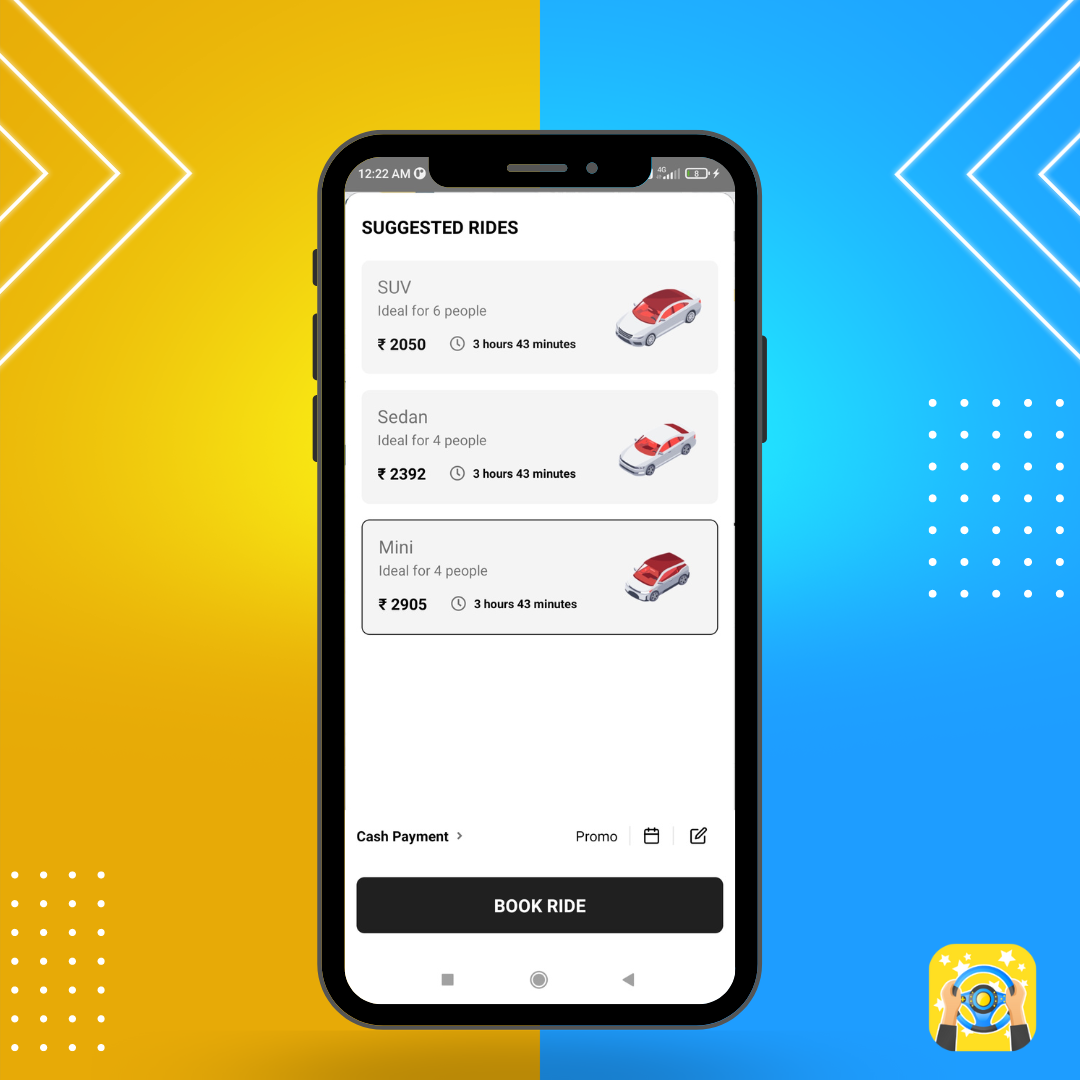 12:22 AM
4G
8
SUGGESTED RIDES
SUV
Ideal for 6 people
₹ 2050 3 hours 43 minutes
Sedan
Ideal for 4 people
₹ 2392 3 hours 43 minutes
Mini
Ideal for 4 people
₹ 2905 3 hours 43 minutes
Cash Payment Promo
BOOK RIDE